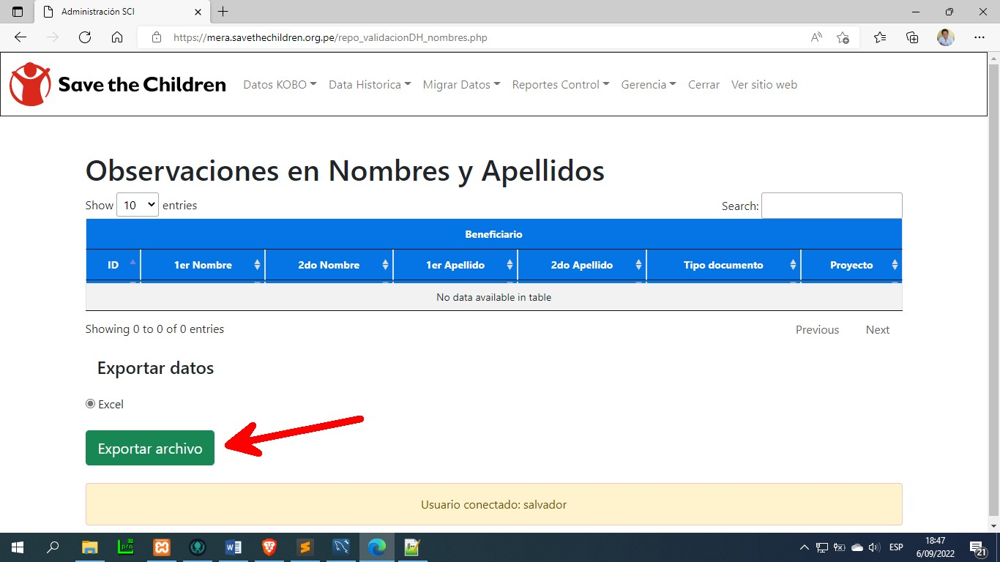 Administración SCI
https://mera.savethechildren.org.pe/repo_validacionDH_nombres.php
Save the Children
Datos KOBO Data Historica Migrar Datos Reportes Control Gerencia Cerrar Ver sitio web
Observaciones en Nombres y Apellidos
Show 10 entries Search:
Beneficiario
ID 1er Nombre 2do Nombre 1er Apellido 2do Apellido Tipo documento Proyecto
No data available in table
Showing 0 to 0 of 0 entries Previous Next
Exportar datos
Excel
Exportar archivo
Usuario conectado: salvador
ESP
18:47
6/09/2022
21